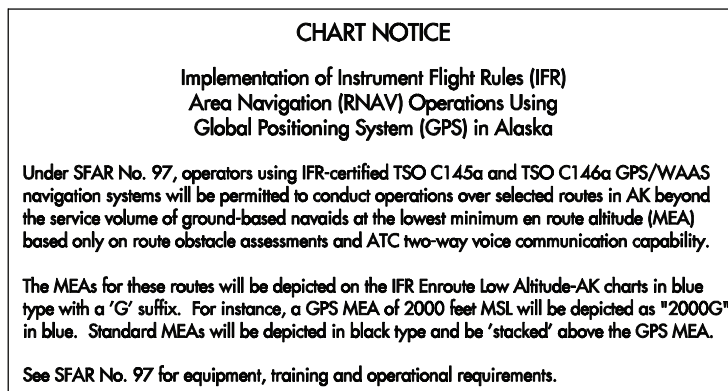 CHART NOTICE
Implementation of Instrument Flight Rules (IFR)
Area Navigation (RNAV) Operations Using
Global Positioning System (GPS) in Alaska
Under SFAR No. 97, operators using IFR-certified TSO C145a and TSO C146a GPS/WAAS
navigation systems will be permitted to conduct operations over selected routes in AK beyond
the service volume of ground-based navaids at the lowest minimum en route altitude (MEA)
based only on route obstacle assessments and ATC two-way voice communication capability.
The MEAs for these routes will be depicted on the IFR Enroute Low Altitude-AK charts in blue
type with a 'G' suffix. For instance, a GPS MEA of 2000 feet MSL will be depicted as "2000G"
in blue. Standard MEAs will be depicted in black type and be 'stacked' above the GPS MEA.
See SFAR No. 97 for equipment, training and operational requirements.